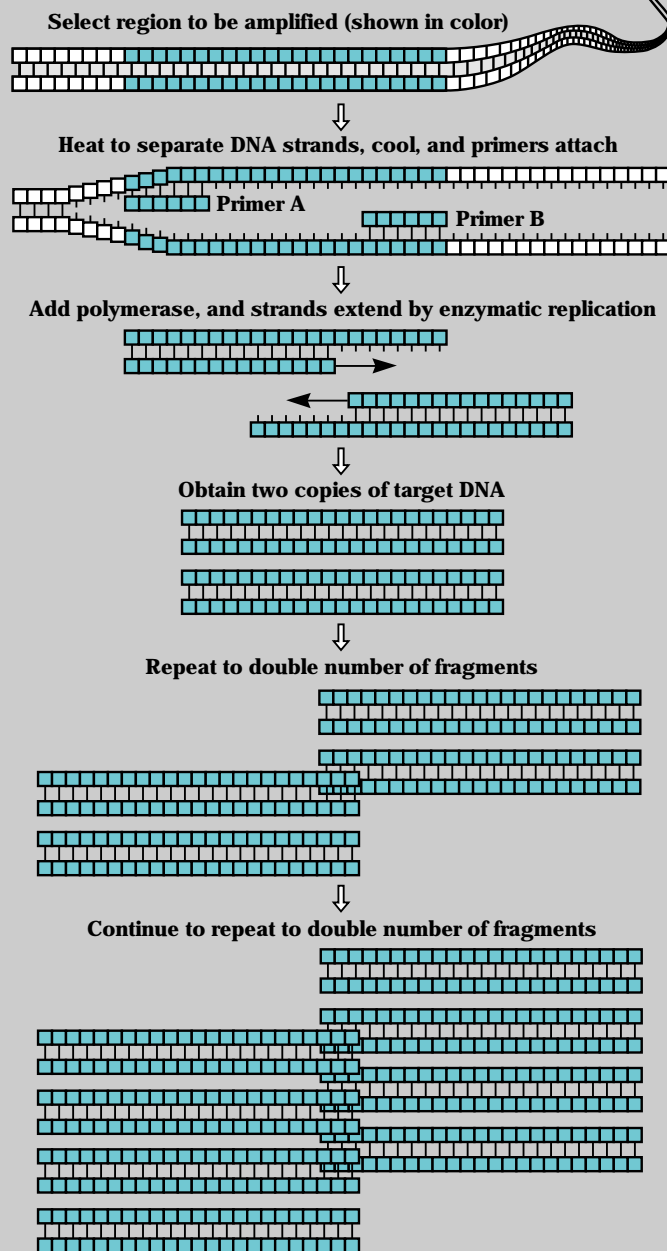 Select region to be amplified (shown in color)
Heat to separate DNA strands, cool, and primers attach
Primer A
Primer B
Add polymerase, and strands extend by enzymatic replication
Obtain two copies of target DNA
Repeat to double number of fragments
Continue to repeat to double number of fragments